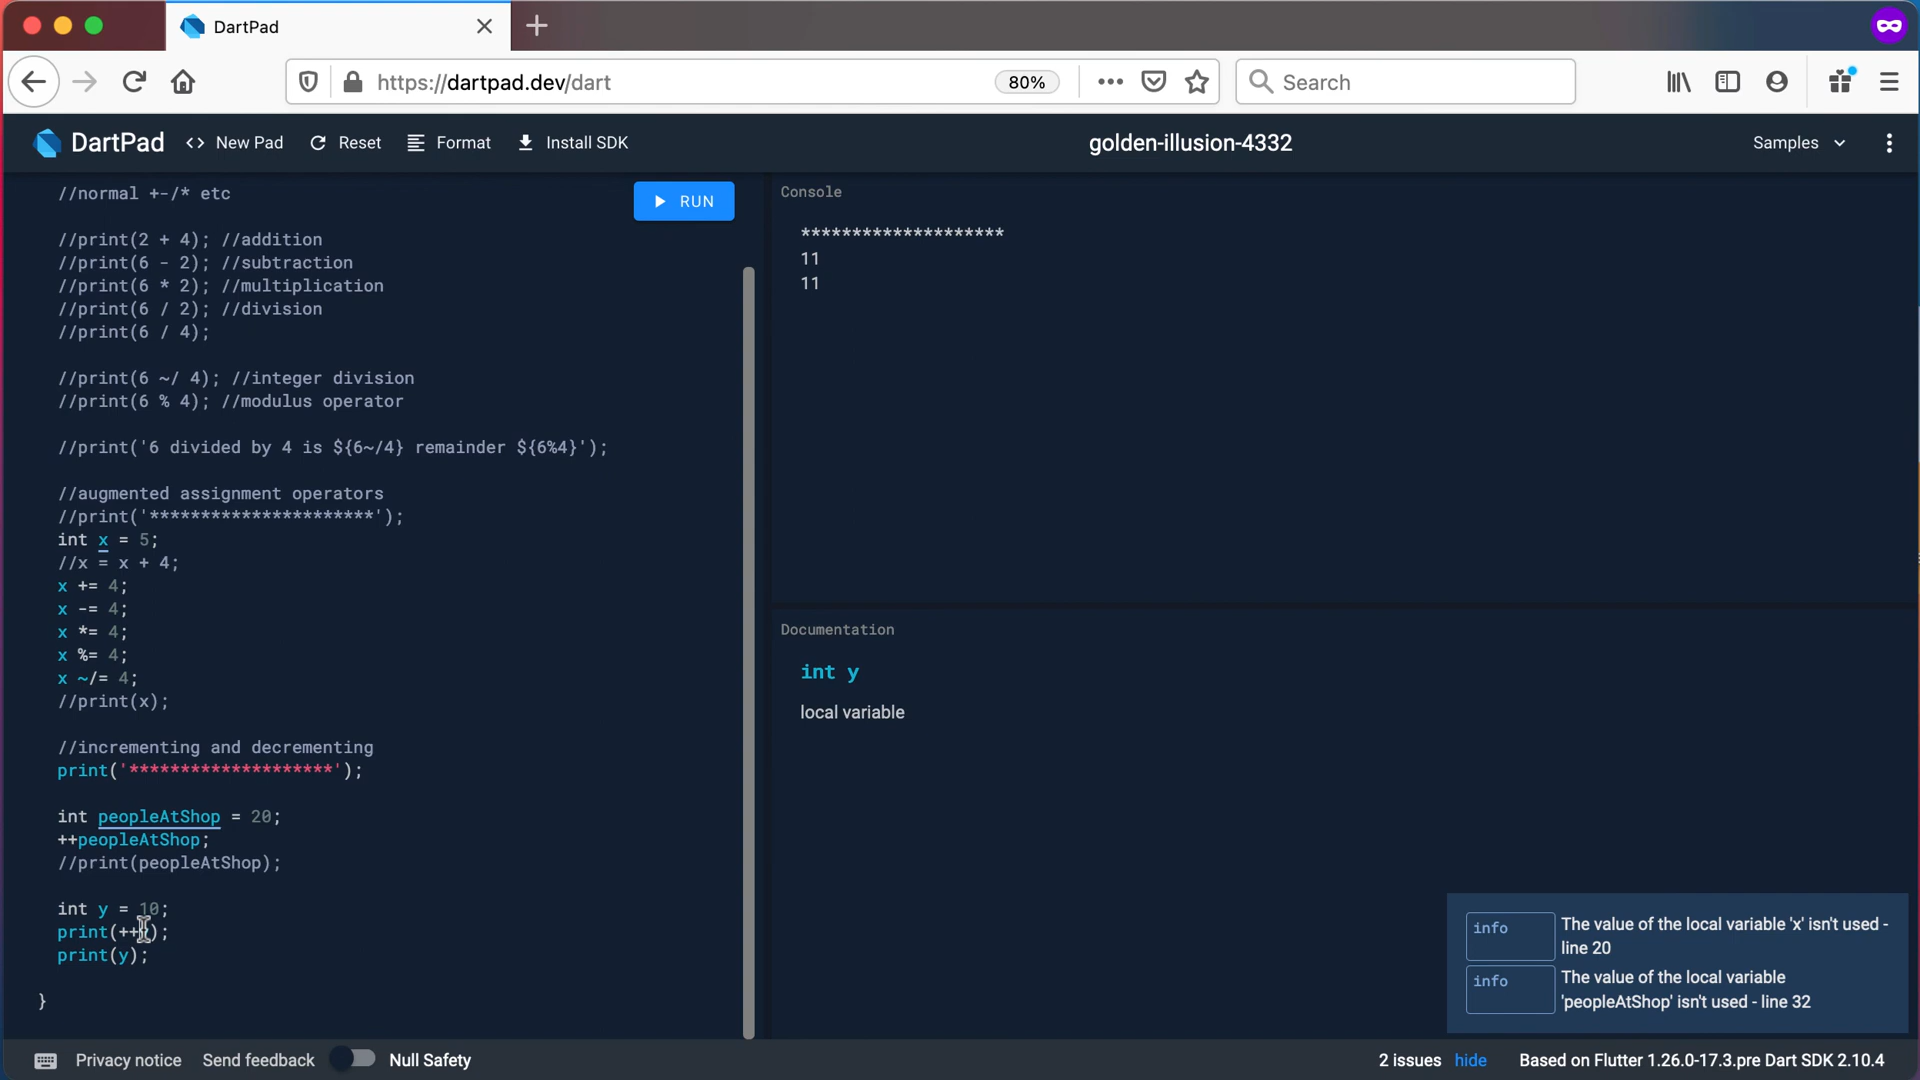 DartPad
https://dartpad.dev/dart
80%
Search
DartPad
New Pad
Reset
Format
Install SDK
golden-illusion-4332
Samples
//normal +-/* etc
RUN
//print(2 + 4); //addition
//print(6 - 2); //subtraction
//print(6 * 2); //multiplication
//print(6 / 2); //division
//print(6 / 4);
//print(6 ~/ 4); //integer division
//print(6 % 4); //modulus operator
//print('6 divided by 4 is ${6~/4} remainder ${6%4}');
//augmented assignment operators
//print('**********************');
int x = 5;
//x = x + 4;
x += 4;
x -= 4;
x *= 4;
x %= 4;
x ~/= 4;
//print(x);
//incrementing and decrementing
print('********************');
int peopleAtShop = 20;
++peopleAtShop;
//print(peopleAtShop);
int y = 10;
print(++y);
print(y);
}
Console
********************
11
11
Documentation
int y
local variable
info
The value of the local variable 'x' isn't used -
line 20
info
The value of the local variable
'peopleAtShop' isn't used - line 32
Privacy notice
Send feedback
Null Safety
2 issues
hide
Based on Flutter 1.26.0-17.3.pre Dart SDK 2.10.4